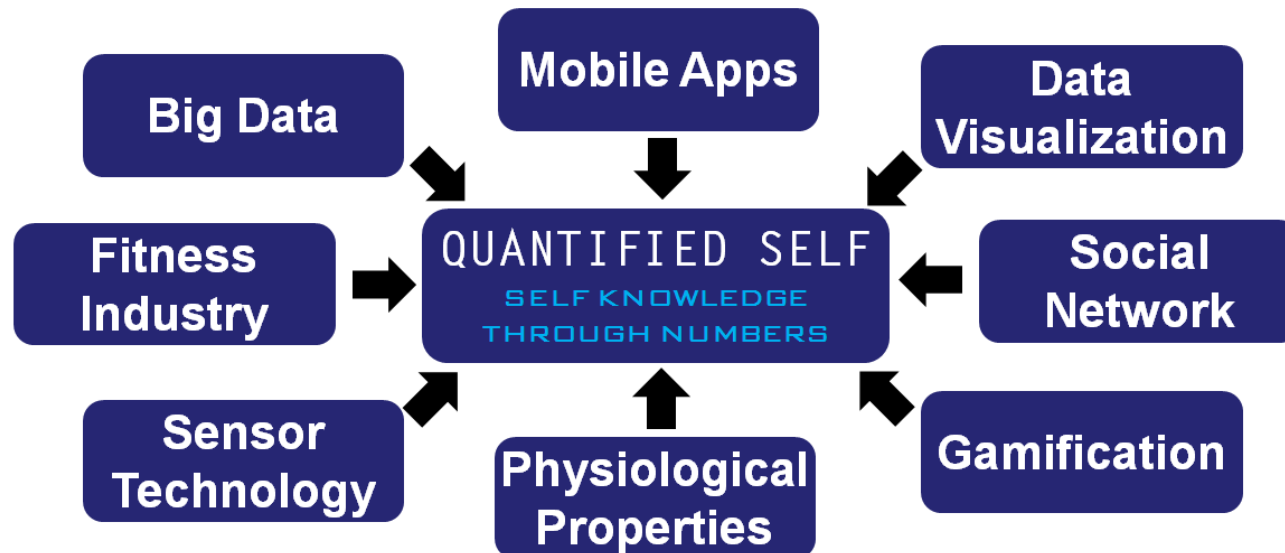 Mobile Apps
Big Data
Data
Visualization
Fitness
Industry
QUANTIFIED SELF
SELF KNOWLEDGE
THROUGH NUMBERS
Social
Network
Sensor
Technology
Physiological
Properties
Gamification